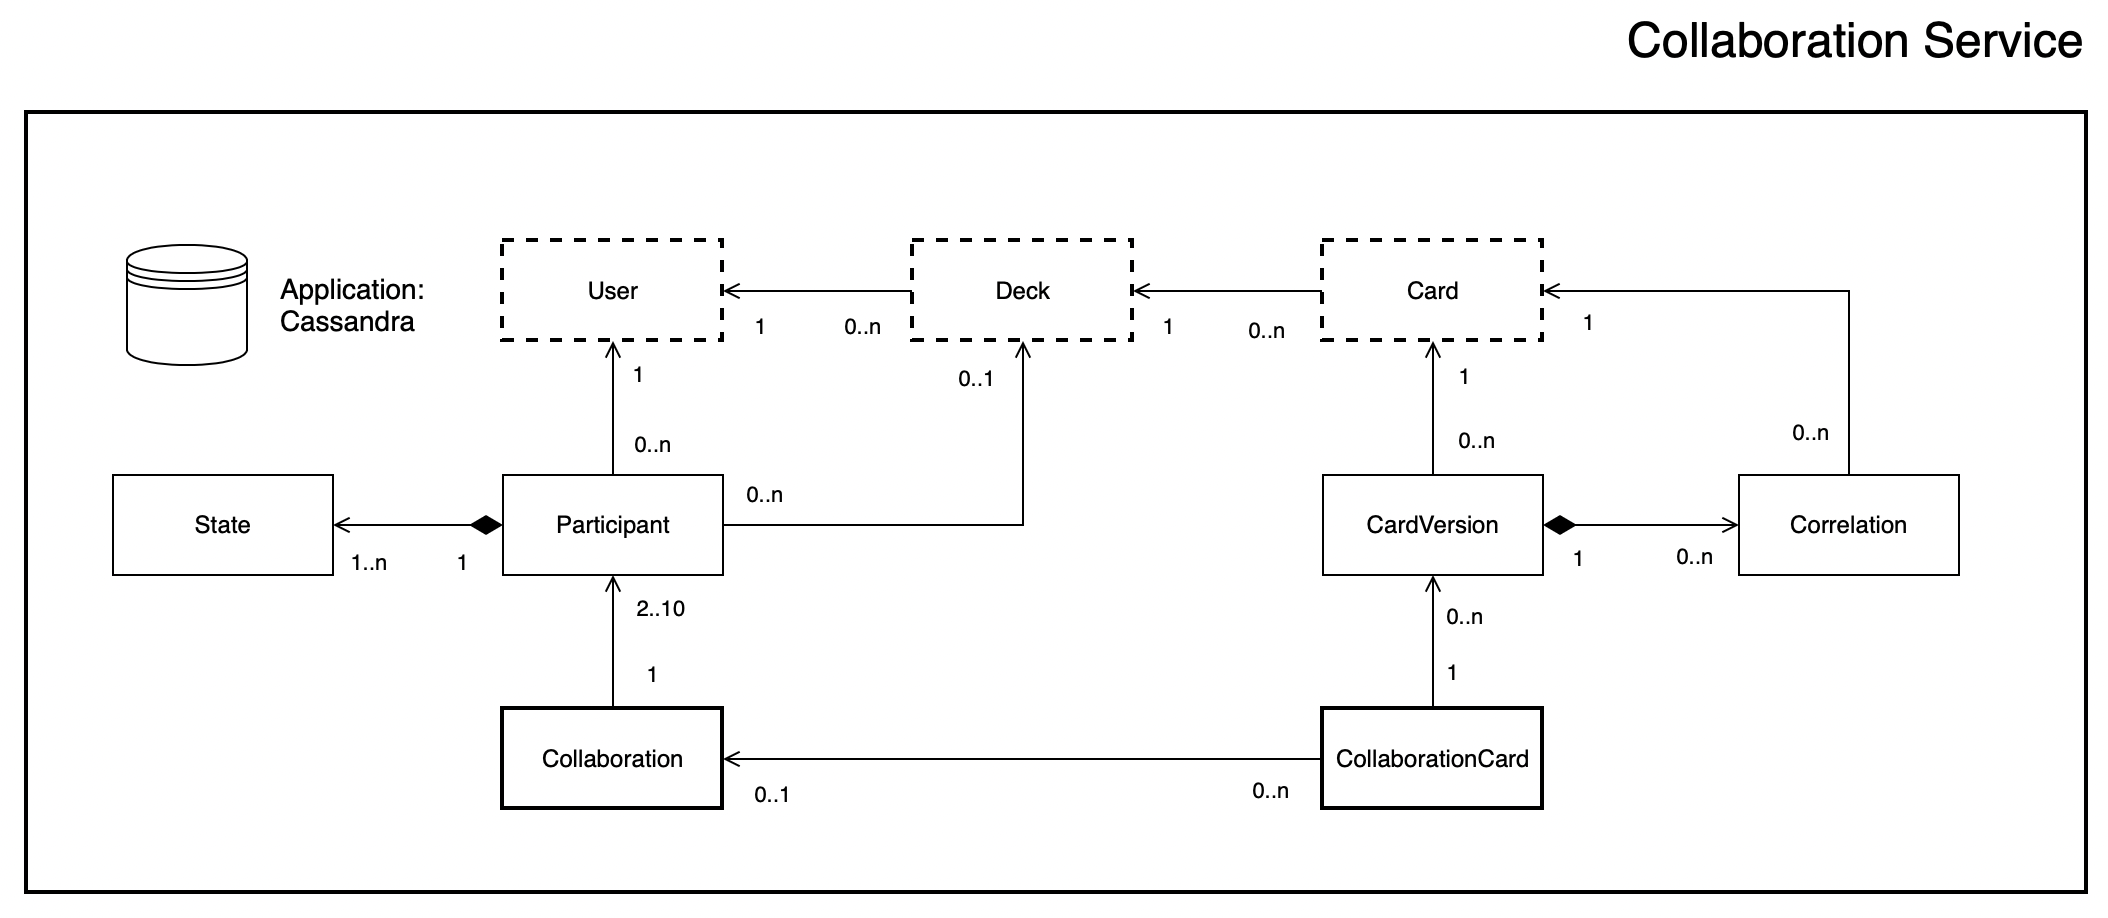 Collaboration Service
Application:
Cassandra
User
Deck
Card
1
0..n
1
0..n
1
1
0..1
1
0..n
0..n
0..n
0..n
State
Participant
CardVersion
Correlation
1..n
1
1
0..n
2..10
0..n
1
1
Collaboration
CollaborationCard
0..1
0..n